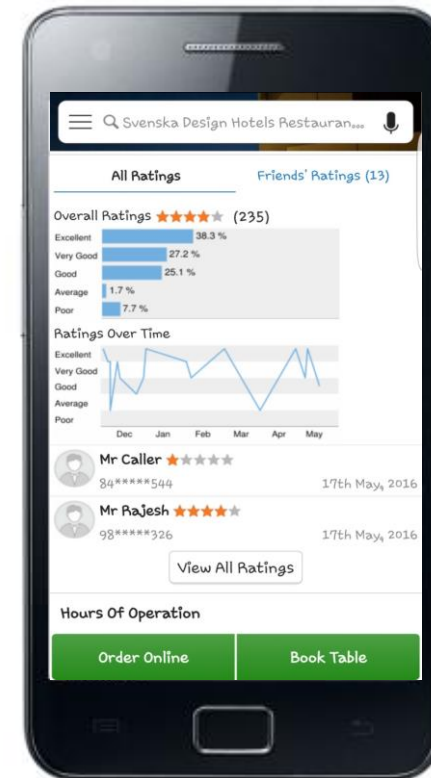 Svenska Design Hotels Restauran...
All Ratings Friends' Ratings (13)
Overall Ratings (235)
Excellent 38.3 %
Very Good 27.2 %
Good 25.1 %
Average 1.7 %
Poor 7.7 %
Ratings Over Time
Excellent
Very Good
Good
Average
Poor
Dec Jan Feb Mar Apr May
Mr Caller
84*****544 17th May, 2016
Mr Rajesh
98*****326 17th May, 2016
View All Ratings
Hours Of Operation
Order Online Book Table